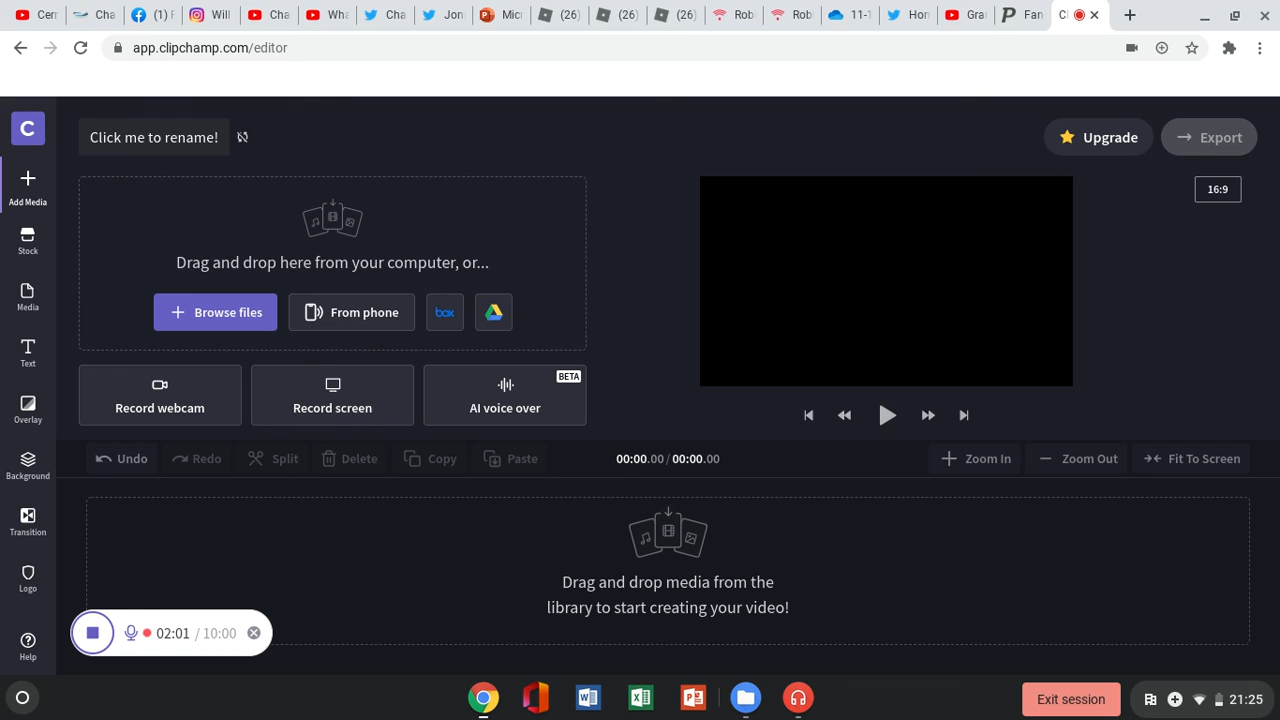 Cerr
Cha
(1) F
Will
Cha
Wha
Cha
Jon
Micr
(26)
(26)
(26)
Rob
Rob
11-1
Hon
Gra
Fan
app.clipchamp.com/editor
C
Click me to rename!
Upgrade
Export
Add Media
Stock
Media
Text
Overlay
Background
Transition
Logo
Help
Drag and drop here from your computer, or...
Browse files
From phone
box
Record webcam
Record screen
AI voice over
BETA
16:9
Undo
Redo
Split
Delete
Copy
Paste
00:00.00 / 00:00.00
Zoom In
Zoom Out
Fit To Screen
Drag and drop media from the
library to start creating your video!
02:01 / 10:00
Exit session
21:25